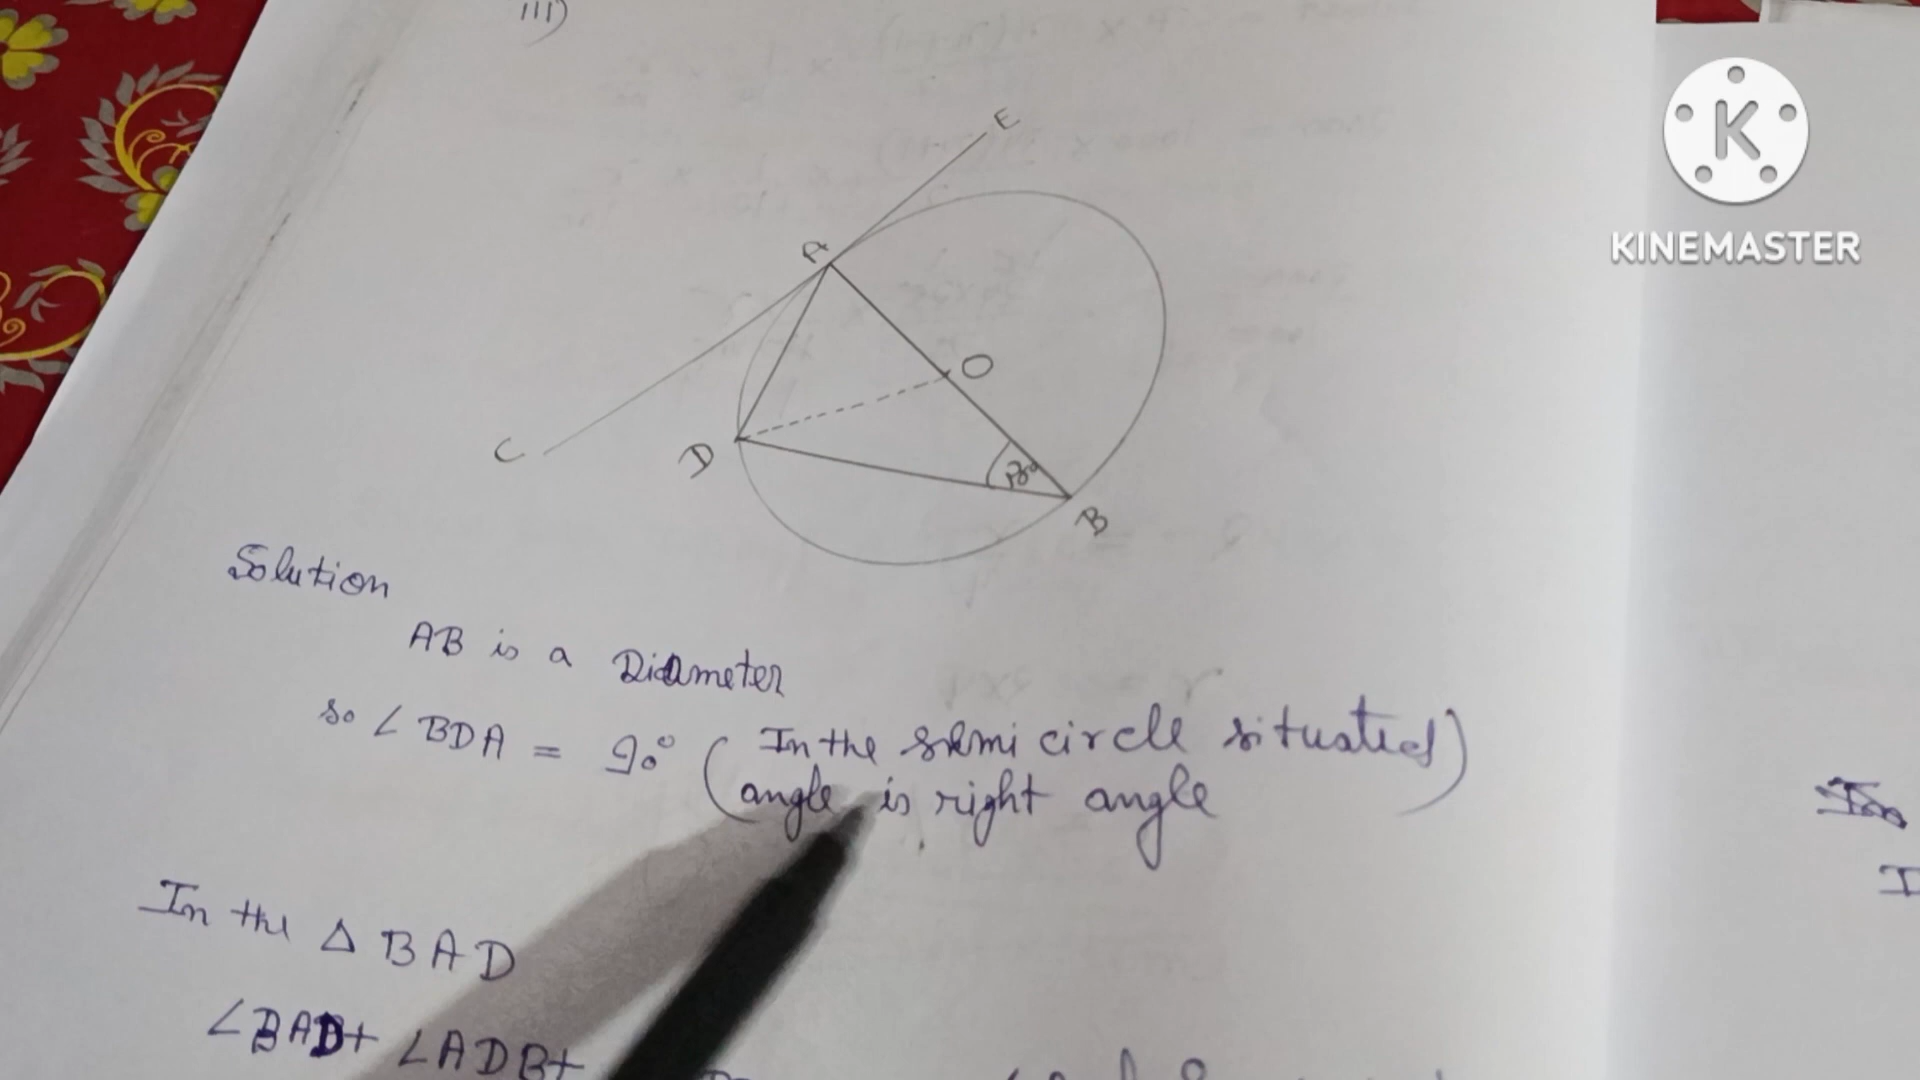 III)
E
A
O
C
D
B
Solution
AB is a Diameter
so ∠BDA = 90° (In the semi circle situated
angle is right angle)
In the Δ BAD
∠BAD+ ∠ADB+
K
KINEMASTER